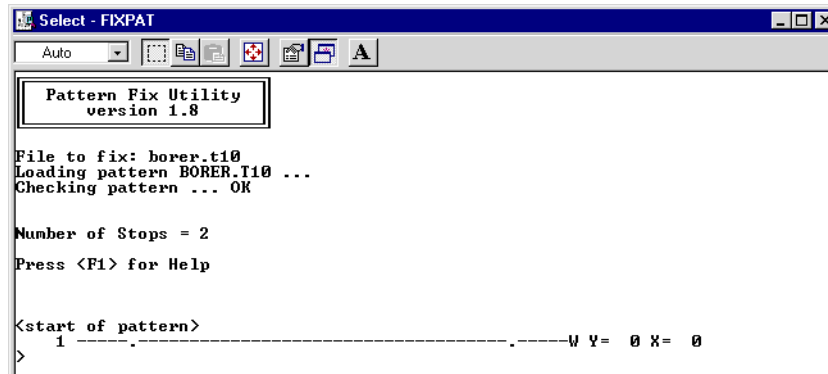 Select - FIXPAT
Auto
A
Pattern Fix Utility
version 1.8
File to fix: borer.t10
Loading pattern BORER.T10 ...
Checking pattern ... OK
Number of Stops = 2
Press <F1> for Help
<start of pattern>
1 -----.-----------------------------------.-----W Y=  0 X=  0
>